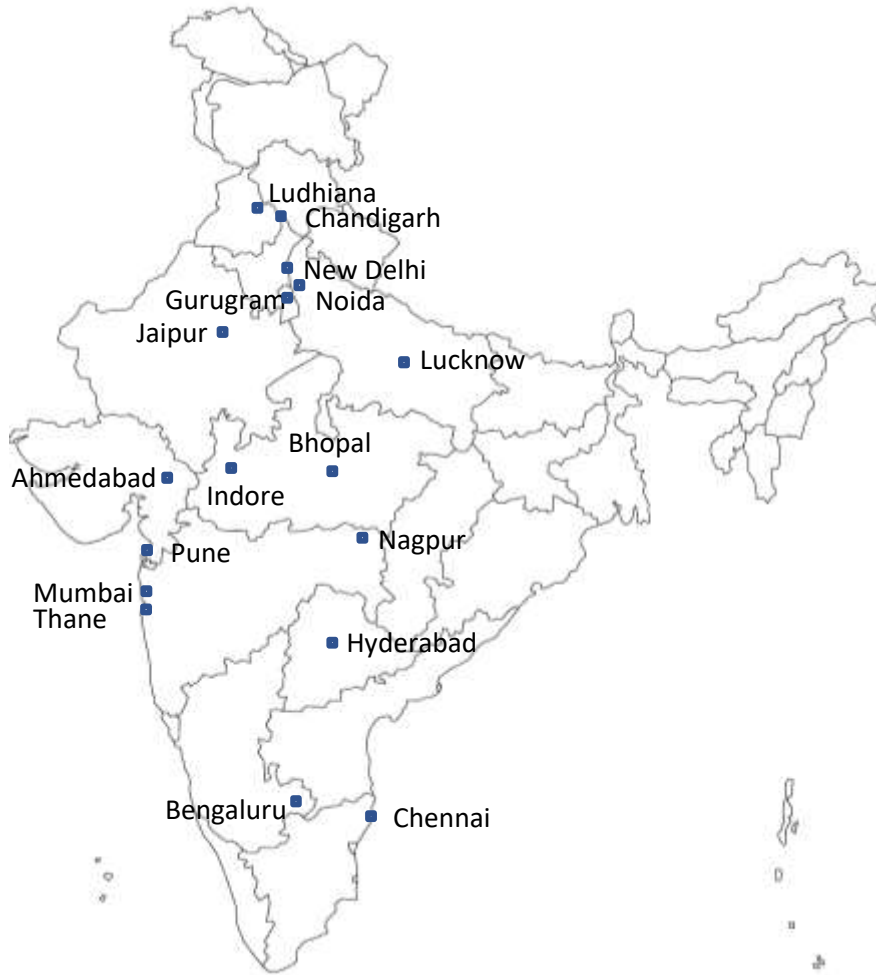 Ludhiana
Chandigarh
New Delhi
Gurugram
Noida
Jaipur
Lucknow
Bhopal
Ahmedabad
Indore
Nagpur
Pune
Mumbai
Thane
Hyderabad
Bengaluru
Chennai